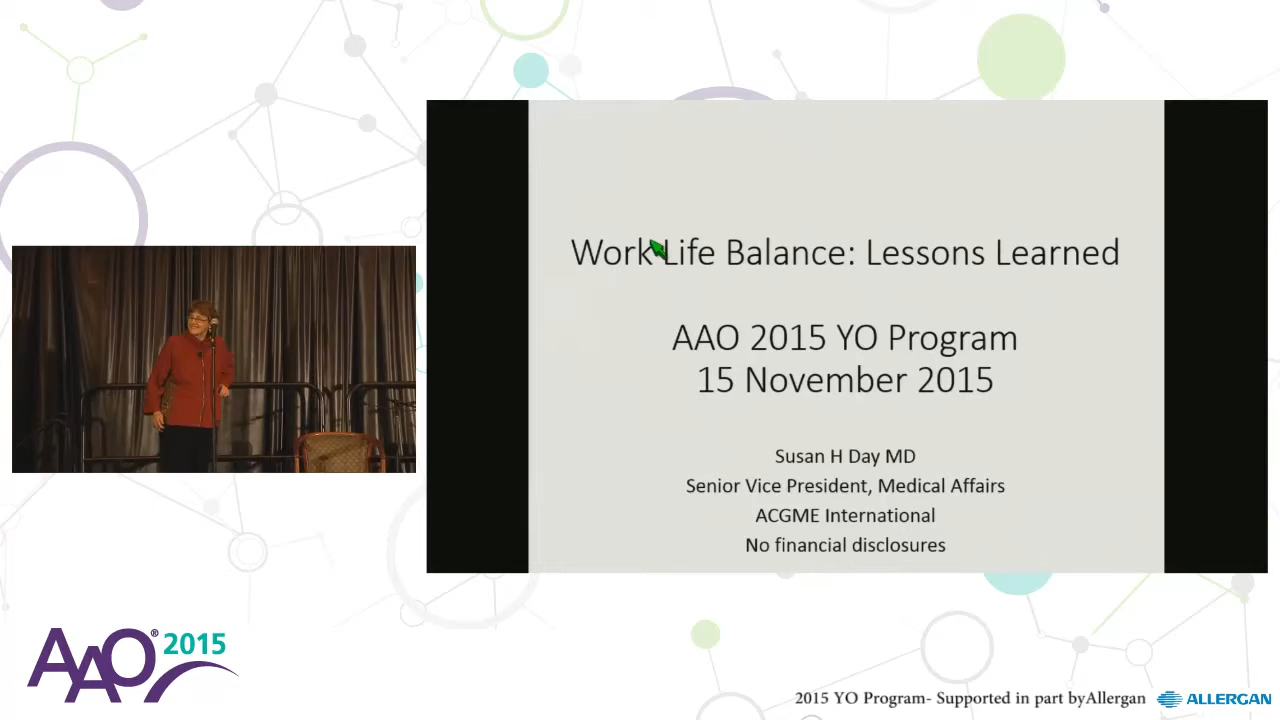 Work Life Balance: Lessons Learned
AAO 2015 YO Program
15 November 2015
Susan H Day MD
Senior Vice President, Medical Affairs
ACGME International
No financial disclosures
AAO® 2015
2015 YO Program- Supported in part byAllergan
ALLERGAN